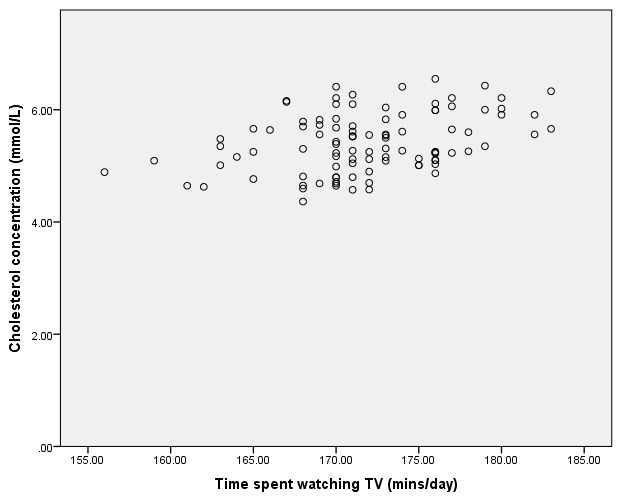 Cholesterol concentration (mmol/L)
6.00
4.00
2.00
.00
155.00 160.00 165.00 170.00 175.00 180.00 185.00
Time spent watching TV (mins/day)